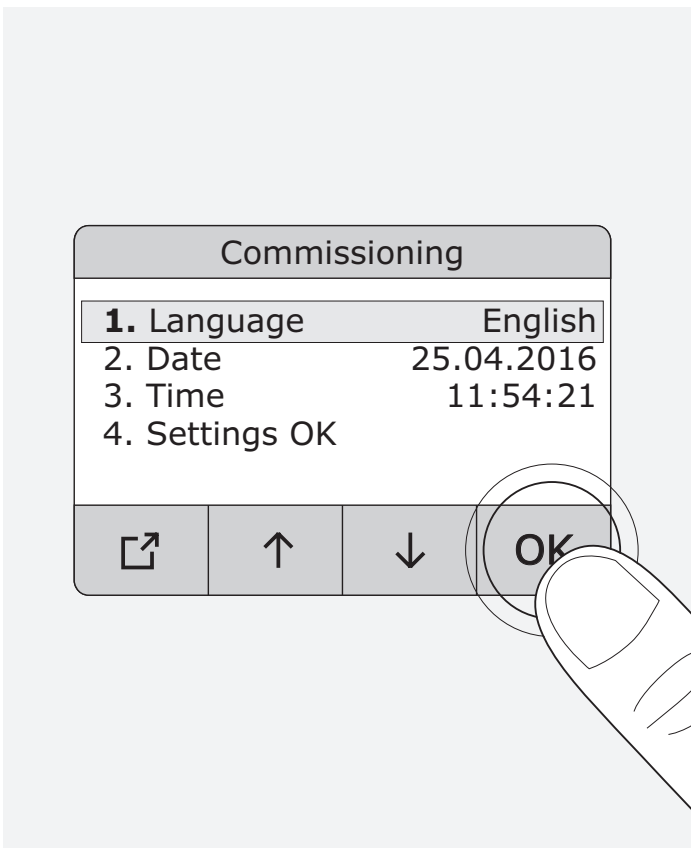 Commissioning
1. Language English
2. Date 25.04.2016
3. Time 11:54:21
4. Settings OK
OK